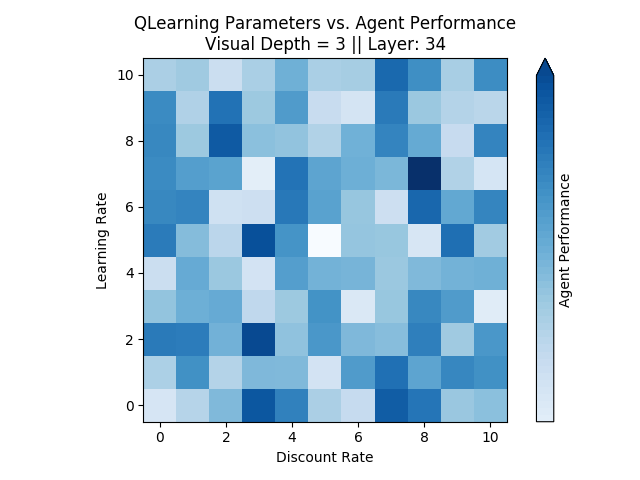 QLearning Parameters vs. Agent Performance
Visual Depth = 3 || Layer: 34
10
8
6
4
2
0
Learning Rate
0 2 4 6 8 10
Discount Rate
Agent Performance